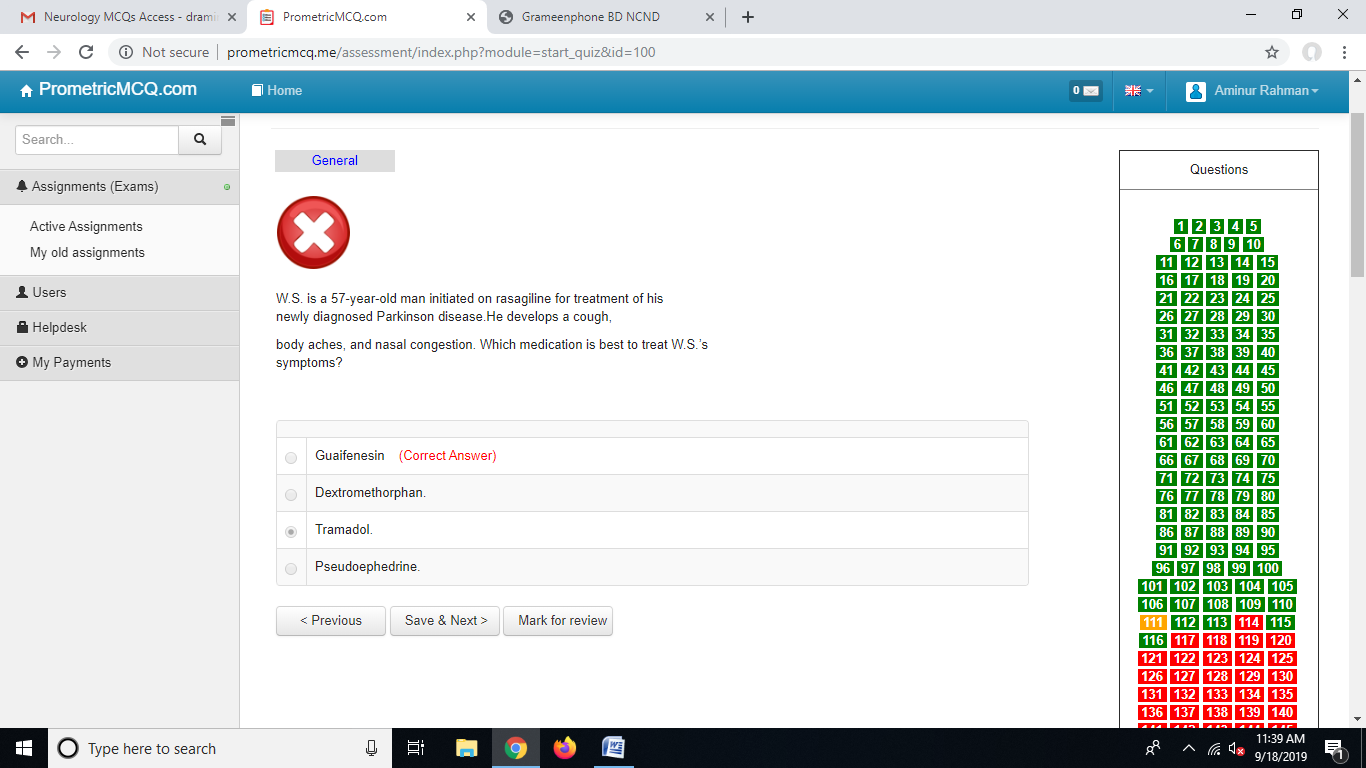 Neurology MCQs Access - drami
PrometricMCQ.com
Grameenphone BD NCND
Not secure
prometricmcq.me/assessment/index.php?module=start_quiz&id=100
PrometricMCQ.com
Home
0
Aminur Rahman
Search...
Assignments (Exams)
Active Assignments
My old assignments
Users
Helpdesk
My Payments
General
W.S. is a 57-year-old man initiated on rasagiline for treatment of his
newly diagnosed Parkinson disease.He develops a cough,
body aches, and nasal congestion. Which medication is best to treat W.S.'s
symptoms?
Guaifenesin (Correct Answer)
Dextromethorphan.
Tramadol.
Pseudoephedrine.
< Previous
Save & Next >
Mark for review
Questions
1 2 3 4 5
6 7 8 9 10
11 12 13 14 15
16 17 18 19 20
21 22 23 24 25
26 27 28 29 30
31 32 33 34 35
36 37 38 39 40
41 42 43 44 45
46 47 48 49 50
51 52 53 54 55
56 57 58 59 60
61 62 63 64 65
66 67 68 69 70
71 72 73 74 75
76 77 78 79 80
81 82 83 84 85
86 87 88 89 90
91 92 93 94 95
96 97 98 99 100
101 102 103 104 105
106 107 108 109 110
111 112 113 114 115
116 117 118 119 120
121 122 123 124 125
126 127 128 129 130
131 132 133 134 135
136 137 138 139 140
Type here to search
11:39 AM
9/18/2019
1